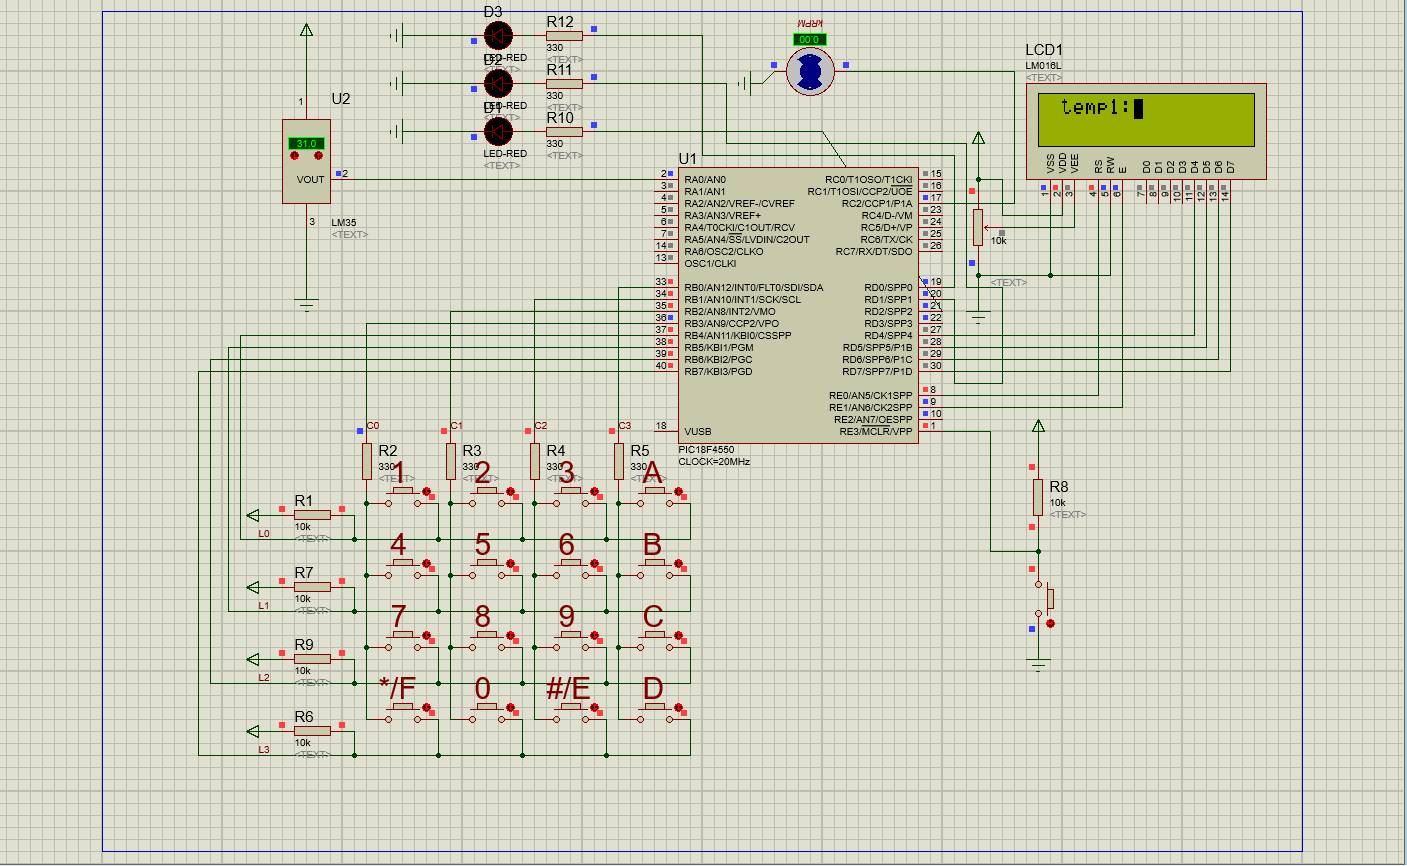 D3
R12
kRPM
0.00
LED-RED
330
<TEXT>
D2
R11
LCD1
LM016L
<TEXT>
LED-RED
330
<TEXT>
<TEXT>
D1
R10
temp1:
1
U2
31.0
LED-RED
330
<TEXT>
<TEXT>
VOUT
2
3
LM35
<TEXT>
U1
2 RA0/AN0
3 RA1/AN1
4 RA2/AN2/VREF-/CVREF
5 RA3/AN3/VREF+
6 RA4/T0CKI/C1OUT/RCV
7 RA5/AN4/SS/LVDIN/C2OUT
14 RA6/OSC2/CLKO
13 OSC1/CLKI
33 RB0/AN12/INT0/FLT0/SDI/SDA
34 RB1/AN10/INT1/SCK/SCL
35 RB2/AN8/INT2/VMO
36 RB3/AN9/CCP2/VPO
37 RB4/AN11/KBI0/CSSPP
38 RB5/KBI1/PGM
39 RB6/KBI2/PGC
40 RB7/KBI3/PGD
18 VUSB
RC0/T1OSO/T1CKI 15
RC1/T1OSI/CCP2/UOE 16
RC2/CCP1/P1A 17
RC4/D-/VM 23
RC5/D+/VP 24
RC6/TX/CK 25
RC7/RX/DT/SDO 26
RD0/SPP0 19
RD1/SPP1 20
RD2/SPP2 21
RD3/SPP3 22
RD4/SPP4 27
RD5/SPP5/P1B 28
RD6/SPP6/P1C 29
RD7/SPP7/P1D 30
RE0/AN5/CK1SPP 8
RE1/AN6/CK2SPP 9
RE2/AN7/OESPP 10
RE3/MCLR/VPP 1
PIC18F4550
CLOCK=20MHz
VSS VDD VEE RS RW E D0 D1 D2 D3 D4 D5 D6 D7
1 2 3 4 5 6 7 8 9 10 11 12 13 14
10k
<TEXT>
C0 C1 C2 C3
R2 R3 R4 R5
330 330 330 330
<TEXT> <TEXT> <TEXT> <TEXT>
1 2 3 A
R1
10k
L0 <TEXT>
4 5 6 B
R7
10k
L1 <TEXT>
7 8 9 C
R9
10k
L2 <TEXT>
*/F 0 #/E D
R6
10k
L3 <TEXT>
R8
10k
<TEXT>